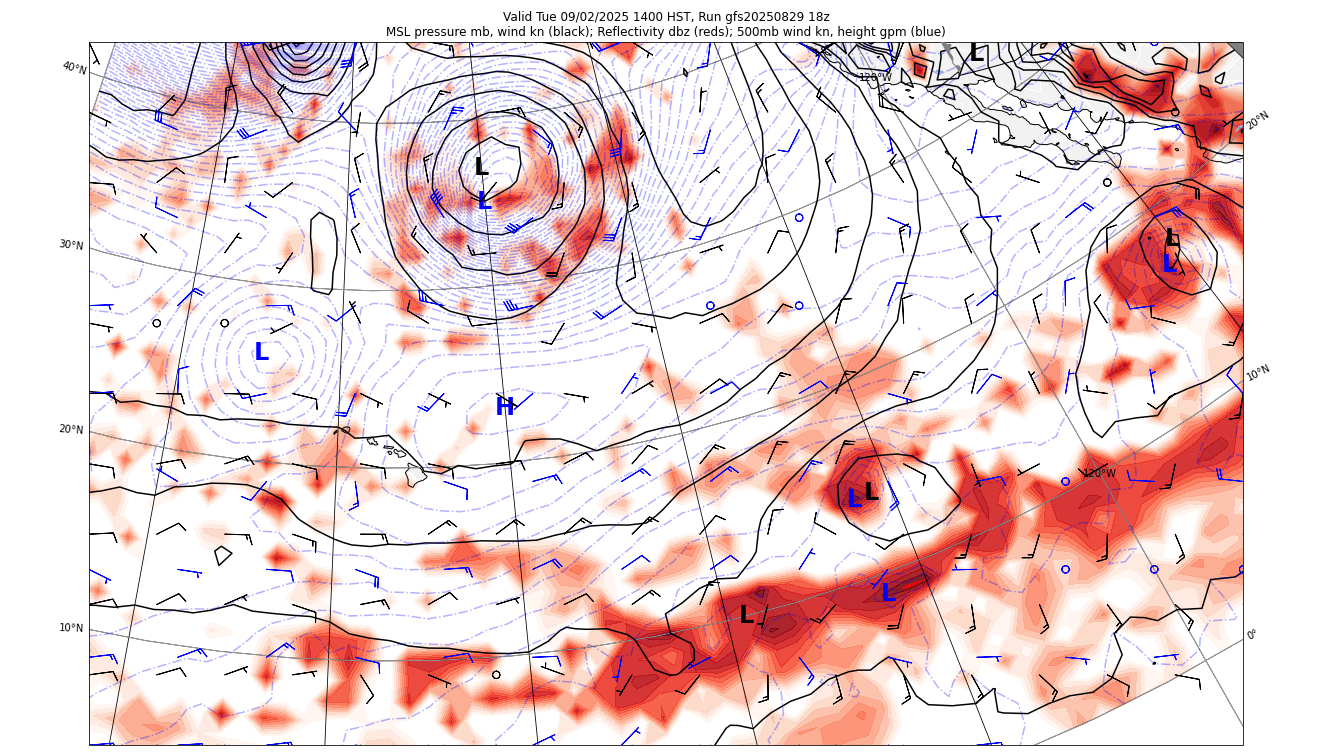 Valid Tue 09/02/2025 1400 HST, Run gfs20250829 18z
MSL pressure mb, wind kn (black); Reflectivity dbz (reds); 500mb wind kn, height gpm (blue)
L
40°N
120°W
20°N
L
L
L
30°N
L
L
10°N
H
20°N
120°W
L
L
L
L
10°N
0°